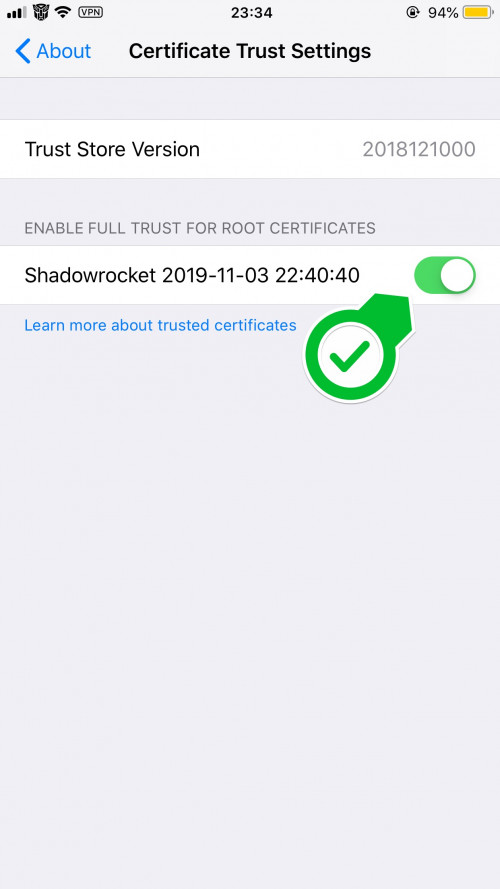 VPN 23:34 94%
About Certificate Trust Settings
Trust Store Version 2018121000
ENABLE FULL TRUST FOR ROOT CERTIFICATES
Shadowrocket 2019-11-03 22:40:40
Learn more about trusted certificates